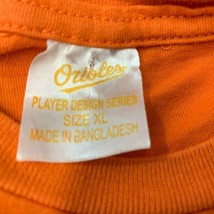 Orioles
PLAYER DESIGN SERIES
SIZE XL
MADE IN BANGLADESH